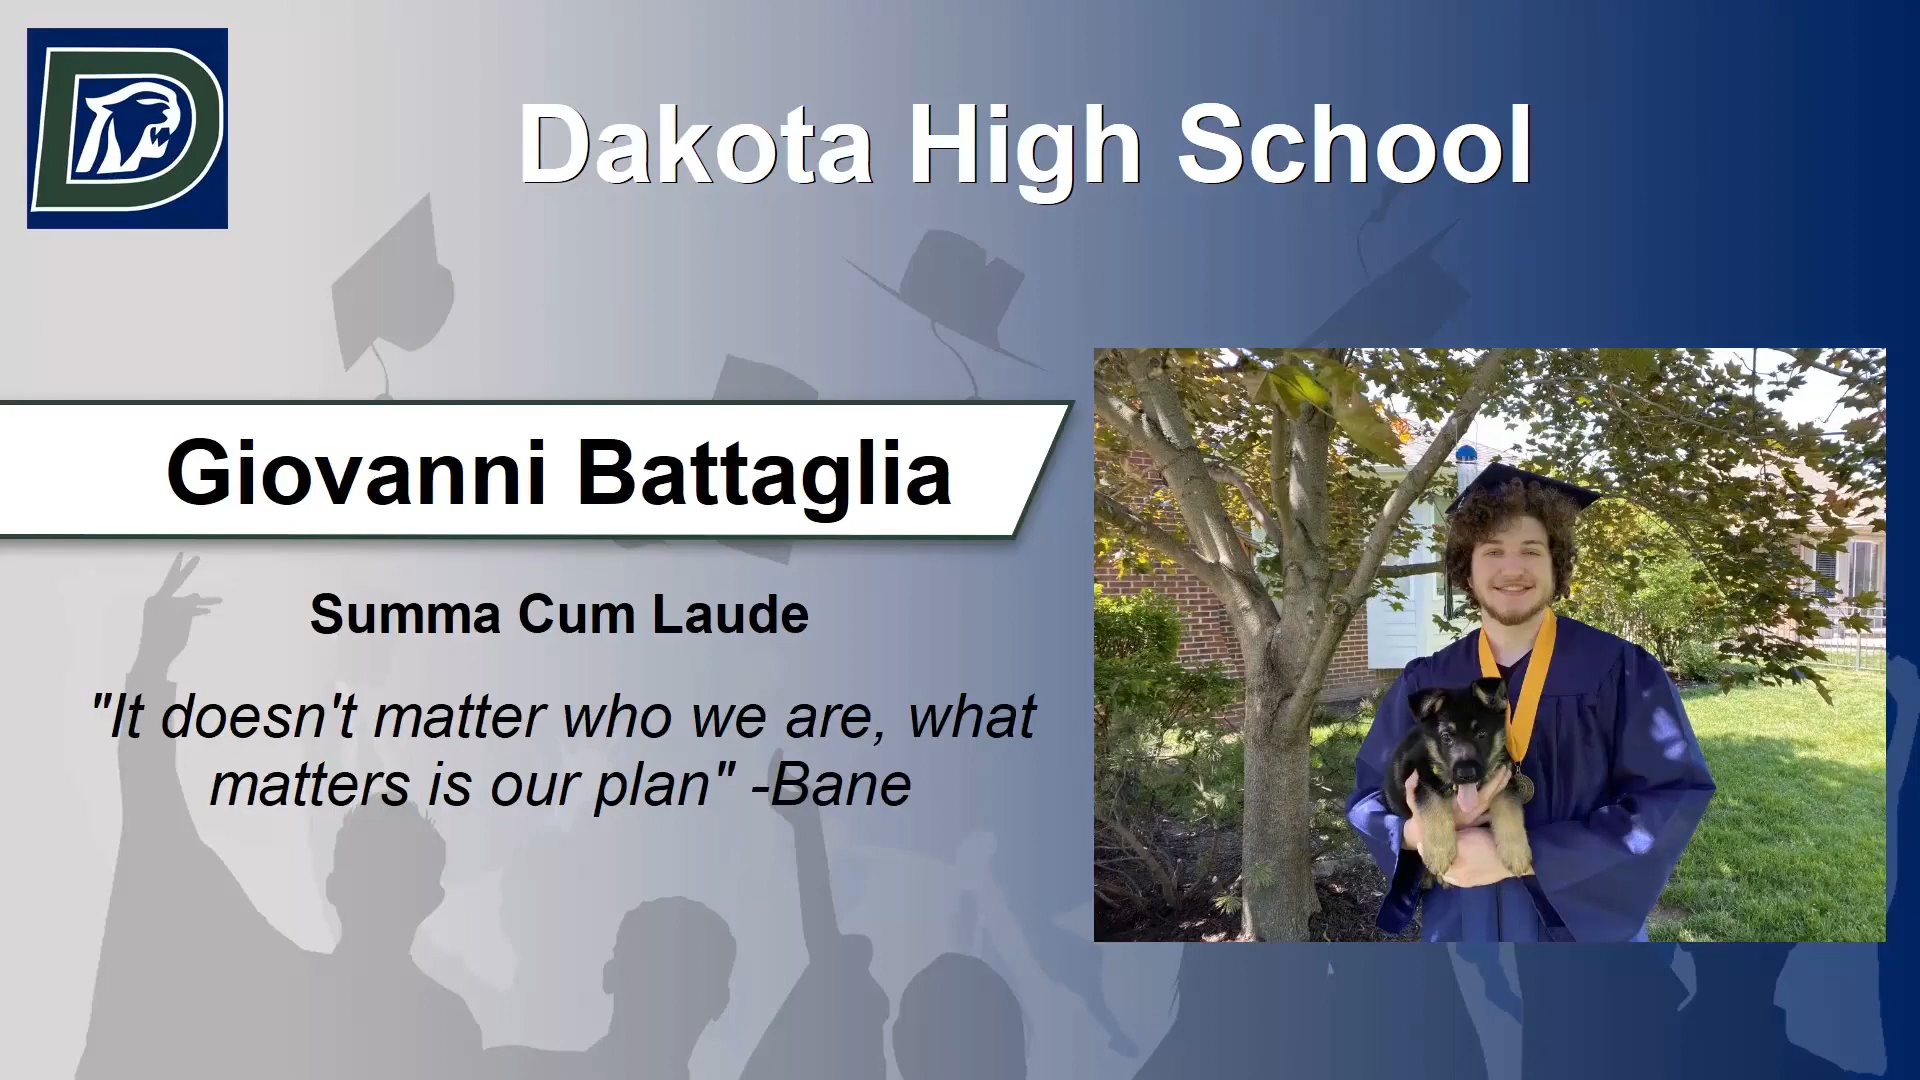 Dakota High School
Giovanni Battaglia
Summa Cum Laude
"It doesn't matter who we are, what
matters is our plan" -Bane